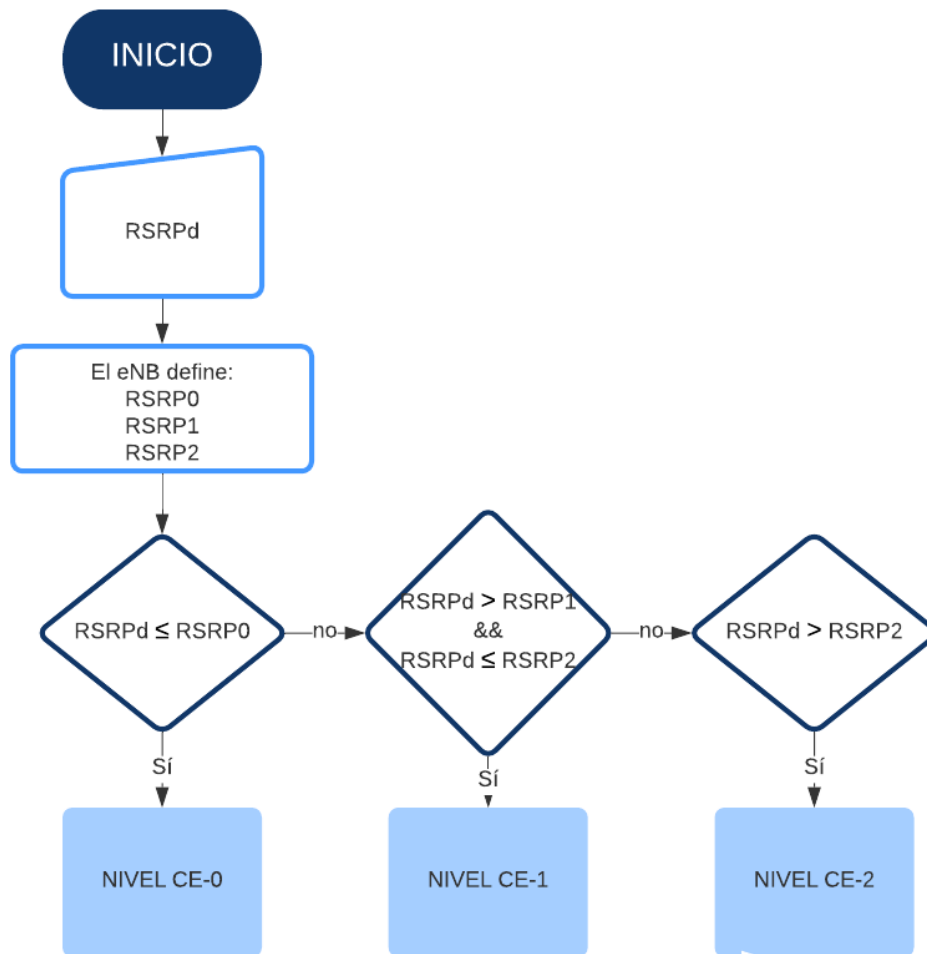 INICIO
RSRPd
El eNB define:
RSRP0
RSRP1
RSRP2
RSRPd ≤ RSRP0
no
RSRPd > RSRP1
&&
RSRPd ≤ RSRP2
no
RSRPd > RSRP2
Sí
Sí
Sí
NIVEL CE-0
NIVEL CE-1
NIVEL CE-2